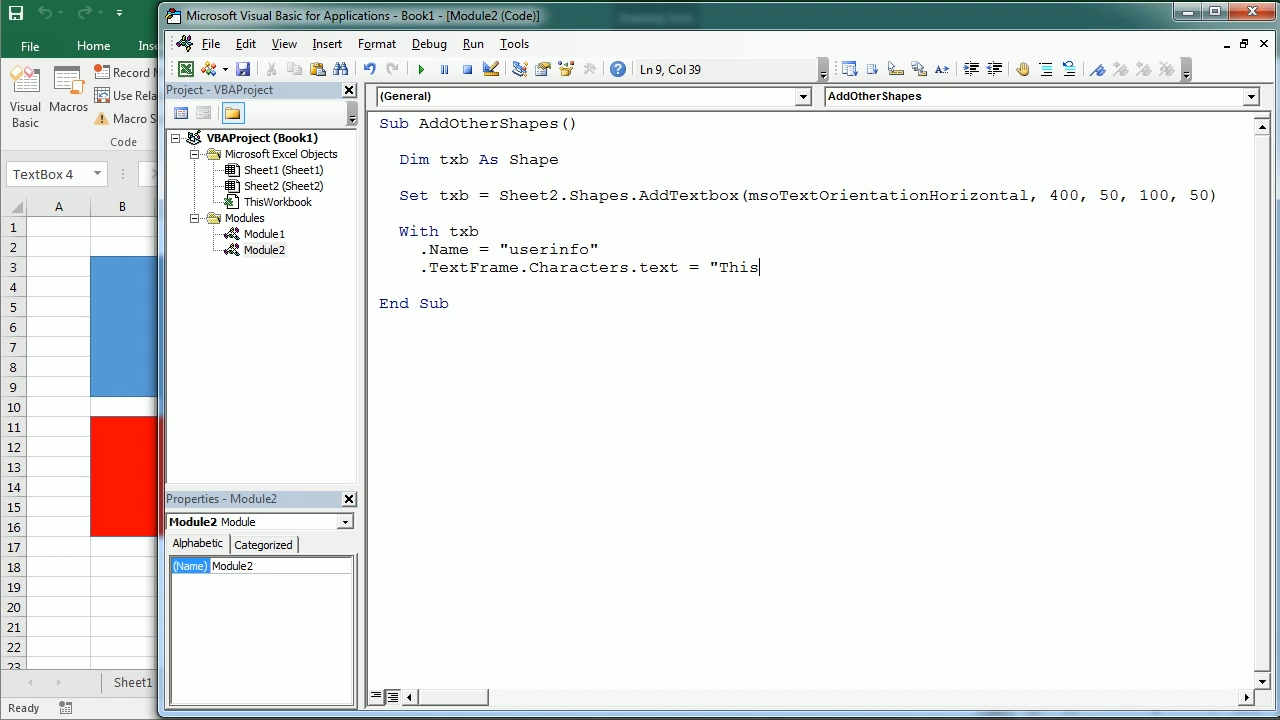 Microsoft Visual Basic for Applications - Book1 - [Module2 (Code)]
File Home Inse
File Edit View Insert Format Debug Run Tools
Record N
Use Rela
Macro S
Visual Basic
Macros
Code
Ln 9, Col 39
Project - VBAProject
(General)
AddOtherShapes
VBAProject (Book1)
Microsoft Excel Objects
Sheet1 (Sheet1)
Sheet2 (Sheet2)
ThisWorkbook
Modules
Module1
Module2
TextBox 4
A B
1
2
3
4
5
6
7
8
9
10
11
12
13
14
15
16
17
18
19
20
21
22
23
Sub AddOtherShapes()
Dim txb As Shape
Set txb = Sheet2.Shapes.AddTextbox(msoTextOrientationHorizontal, 400, 50, 100, 50)
With txb
.Name = "userinfo"
.TextFrame.Characters.text = "This
End Sub
Properties - Module2
Module2 Module
Alphabetic Categorized
(Name) Module2
Sheet1
Ready